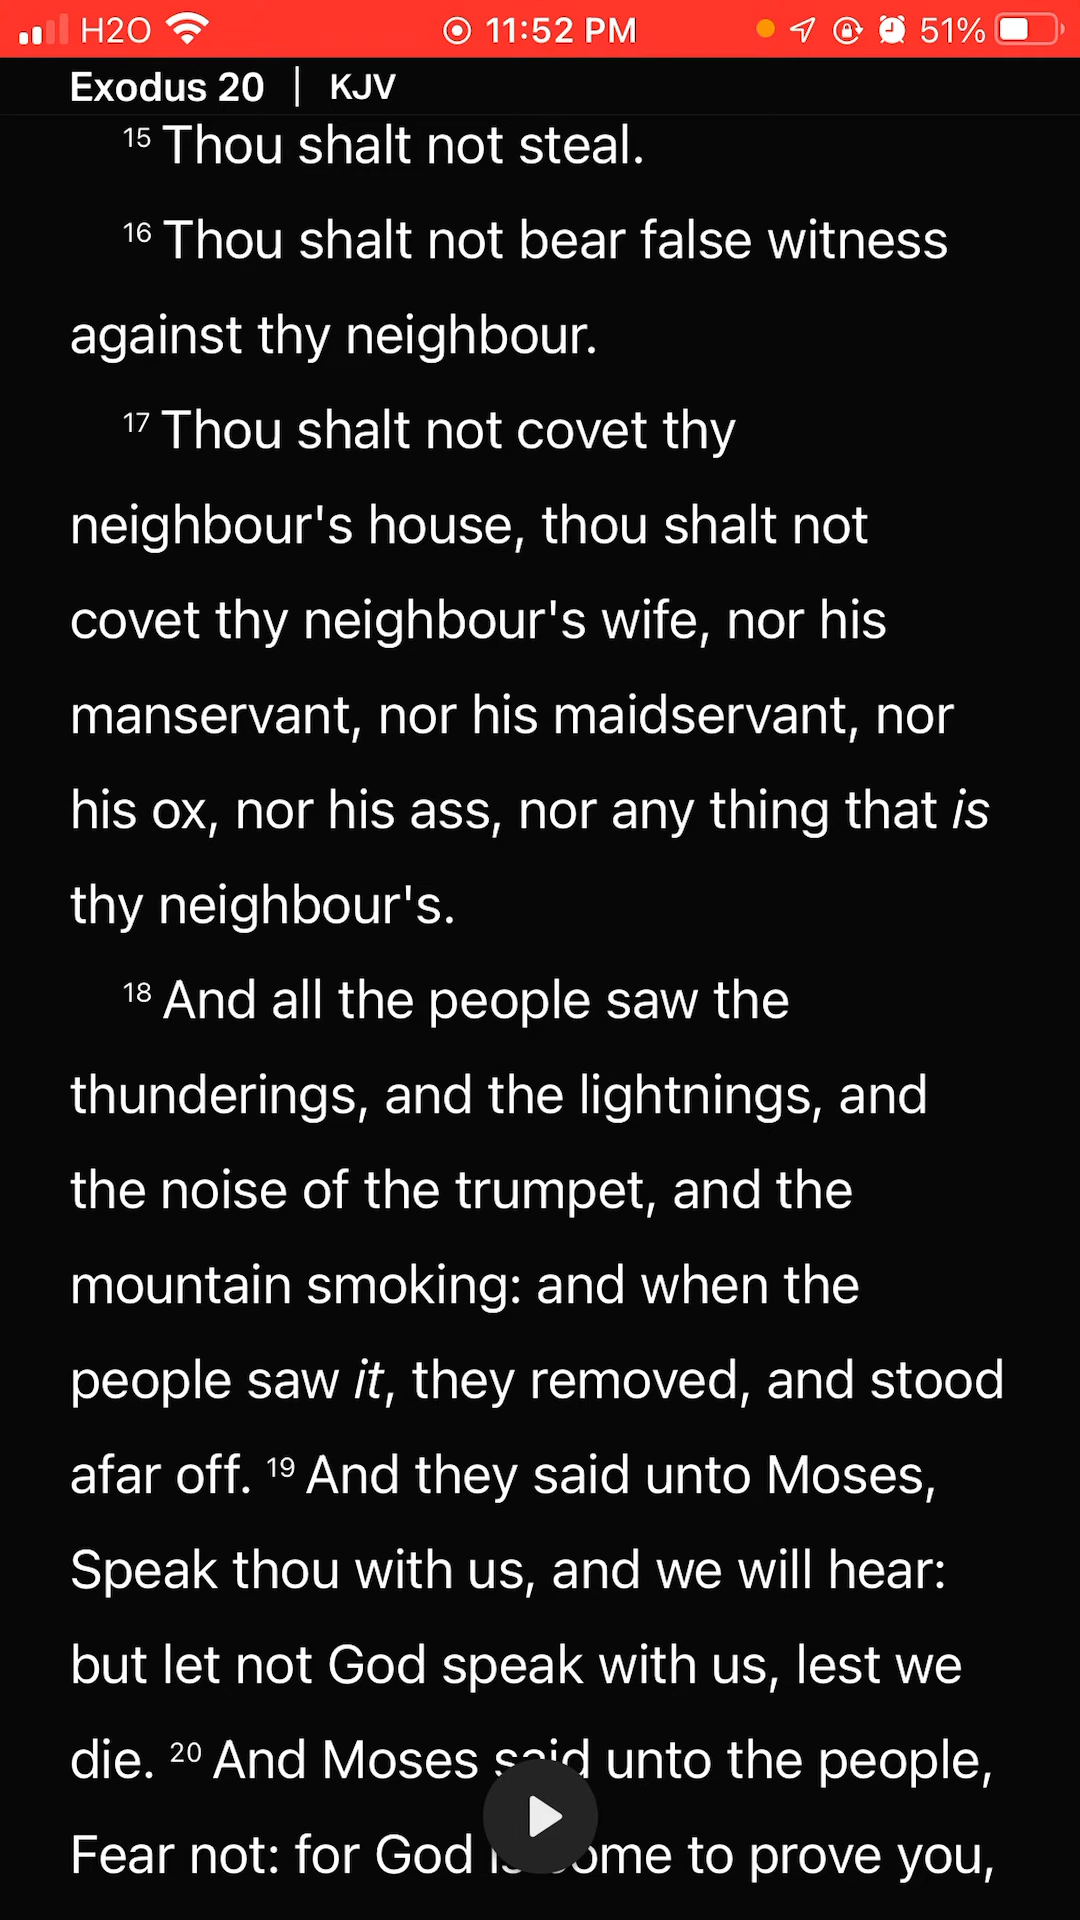 H2O 11:52 PM 51%
Exodus 20 | KJV
15 Thou shalt not steal.
16 Thou shalt not bear false witness
against thy neighbour.
17 Thou shalt not covet thy
neighbour's house, thou shalt not
covet thy neighbour's wife, nor his
manservant, nor his maidservant, nor
his ox, nor his ass, nor any thing that is
thy neighbour's.
18 And all the people saw the
thunderings, and the lightnings, and
the noise of the trumpet, and the
mountain smoking: and when the
people saw it, they removed, and stood
afar off. 19 And they said unto Moses,
Speak thou with us, and we will hear:
but let not God speak with us, lest we
die. 20 And Moses said unto the people,
Fear not: for God is come to prove you,